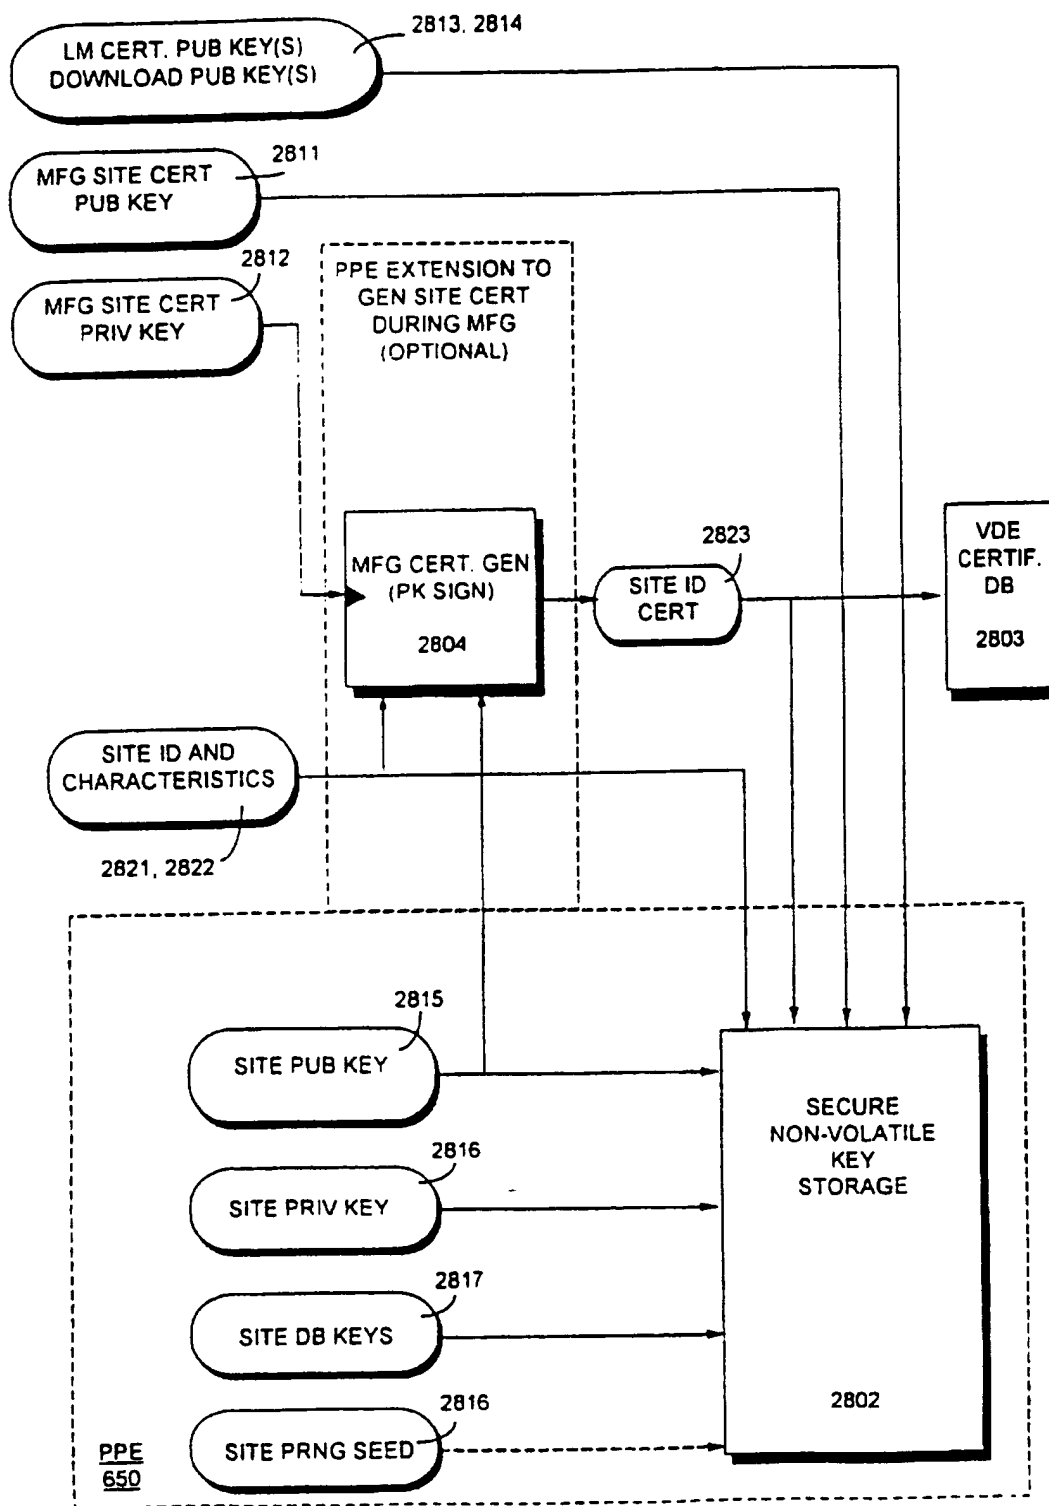 2813, 2814
LM CERT. PUB KEY(S)
DOWNLOAD PUB KEY(S)
2811
MFG SITE CERT
PUB KEY
2812
MFG SITE CERT
PRIV KEY
PPE EXTENSION TO
GEN SITE CERT
DURING MFG
(OPTIONAL)
MFG CERT. GEN
(PK SIGN)
2804
2823
SITE ID
CERT
VDE
CERTIF.
DB
2803
SITE ID AND
CHARACTERISTICS
2821, 2822
2815
SITE PUB KEY
2816
SITE PRIV KEY
2817
SITE DB KEYS
2816
SITE PRNG SEED
SECURE
NON-VOLATILE
KEY
STORAGE
2802
PPE
650